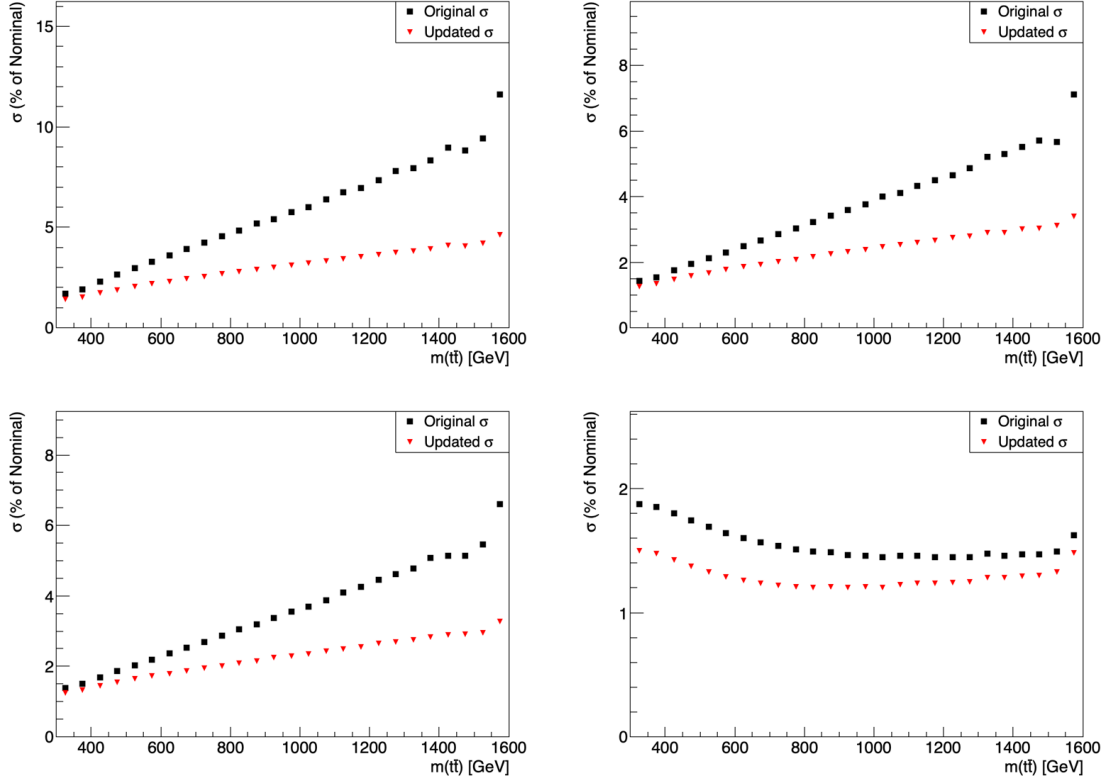 σ (% of Nominal)
Original σ
Updated σ
15
10
5
0
400 600 800 1000 1200 1400 1600
m(tt̄) [GeV]
σ (% of Nominal)
Original σ
Updated σ
8
6
4
2
0
400 600 800 1000 1200 1400 1600
m(tt̄) [GeV]
σ (% of Nominal)
Original σ
Updated σ
8
6
4
2
0
400 600 800 1000 1200 1400 1600
m(tt̄) [GeV]
σ (% of Nominal)
Original σ
Updated σ
2
1
0
400 600 800 1000 1200 1400 1600
m(tt̄) [GeV]